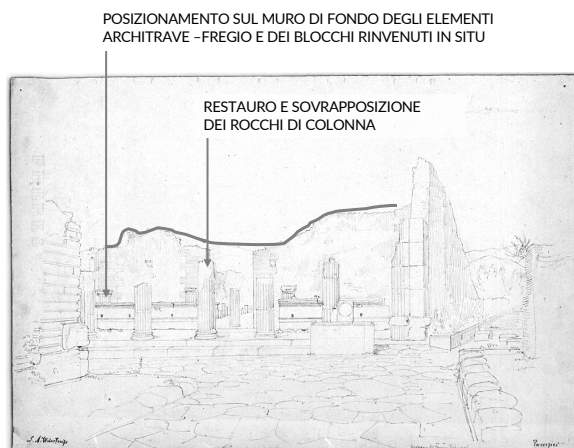 POSIZIONAMENTO SUL MURO DI FONDO DEGLI ELEMENTI
ARCHITRAVE –FREGIO E DEI BLOCCHI RINVENUTI IN SITU
RESTAURO E SOVRAPPOSIZIONE
DEI ROCCHI DI COLONNA
Pompei